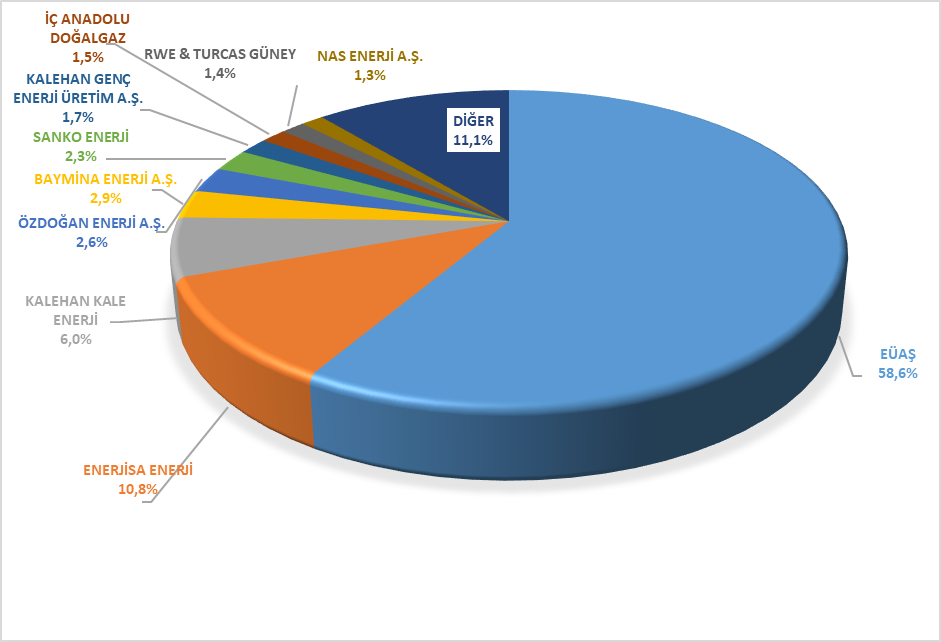 İÇ ANADOLU
DOĞALGAZ
1,5%
RWE & TURCAS GÜNEY
1,4%
NAS ENERJİ A.Ş.
1,3%
KALEHAN GENÇ
ENERJİ ÜRETİM A.Ş.
1,7%
DİĞER
11,1%
SANKO ENERJİ
2,3%
BAYMİNA ENERJİ A.Ş.
2,9%
ÖZDOĞAN ENERJİ A.Ş.
2,6%
KALEHAN KALE
ENERJİ
6,0%
EÜAŞ
58,6%
ENERJİSA ENERJİ
10,8%